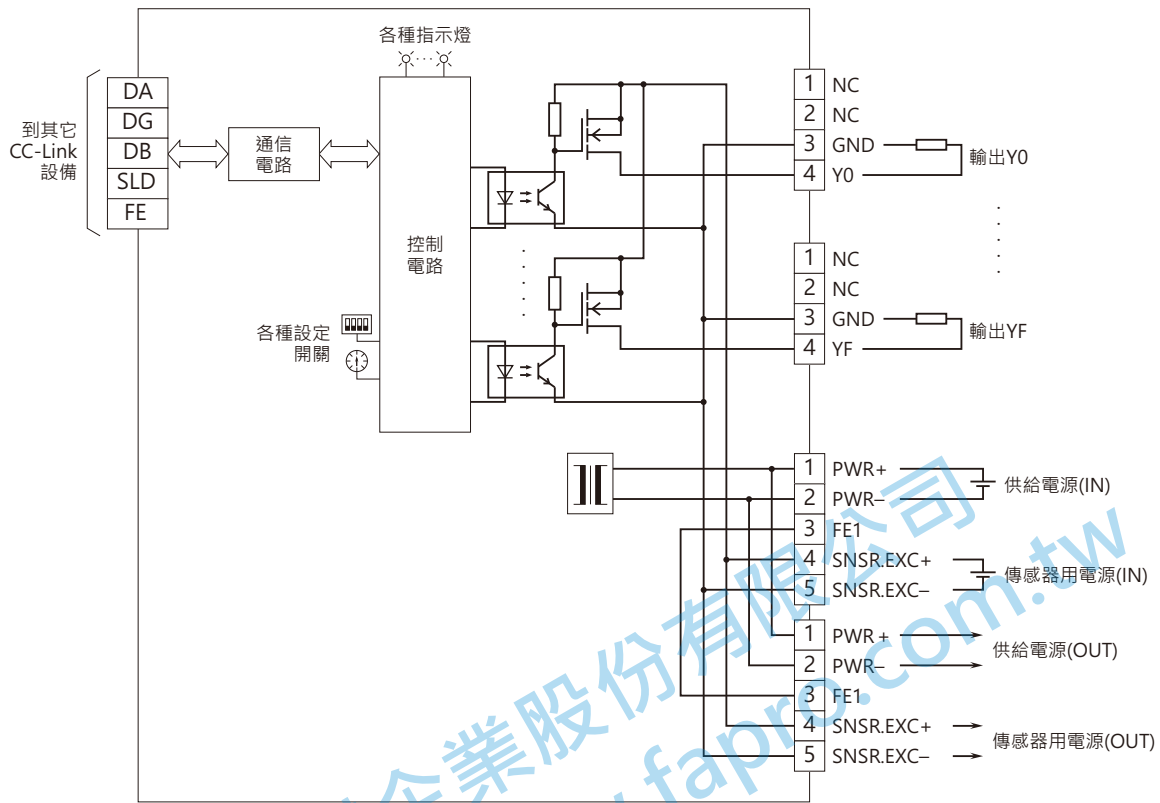 各種指示燈
DA
DG
DB
SLD
FE
到其它
CC-Link
設備
通信
電路
控制
電路
各種設定
開關
1 NC
2 NC
3 GND
4 Y0
輸出Y0
1 NC
2 NC
3 GND
4 YF
輸出YF
1 PWR+
2 PWR–
3 FE1
4 SNSR.EXC+
5 SNSR.EXC–
供給電源(IN)
傳感器用電源(IN)
1 PWR+
2 PWR–
3 FE1
4 SNSR.EXC+
5 SNSR.EXC–
供給電源(OUT)
傳感器用電源(OUT)
企業股份有限公司
.fapro.com.tw